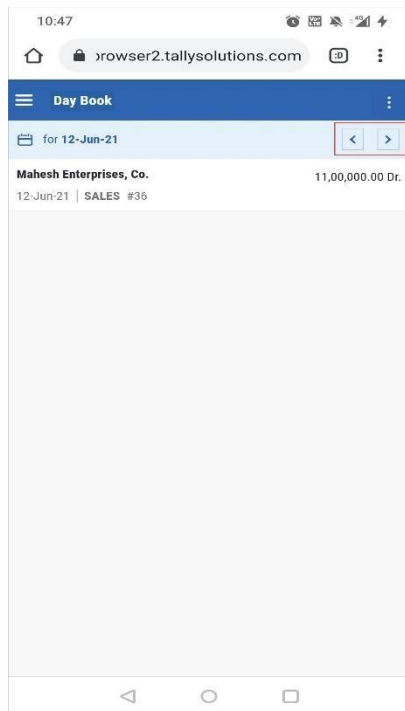 10:47
rowser2.tallysolutions.com
:D
Day Book
for 12-Jun-21
Mahesh Enterprises, Co.
11,00,000.00 Dr.
12-Jun-21 | SALES #36